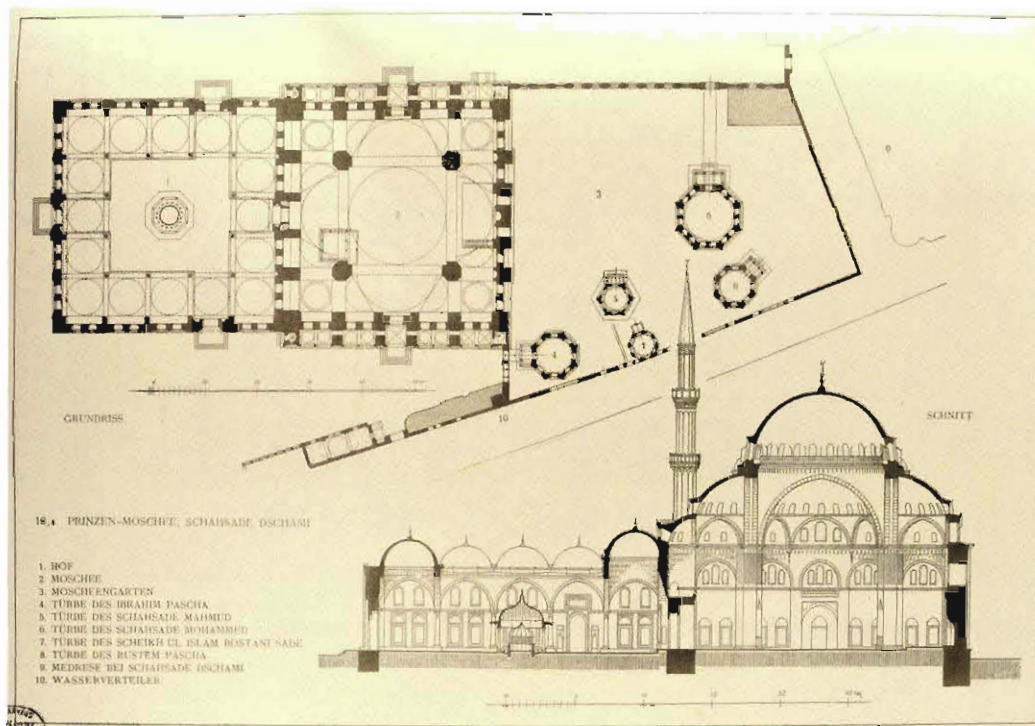 GRUNDRISS
SCHNITT
10
18,4 PRINZEN-MOSCHEE, SCHAHSADE DSCHAMI
1. HOF
2 MOSCHEE
3. MOSCHEENGARTEN
4. TÜRBE DES IBRAHIM PASCHA
5. TÜRBE DES SCHAHSADE MAHMUD
6. TÜRBE DES SCHAHSADE MOHAMMED
7. TÜRBE DES SCHEIKH UL ISLAM BOSTANI SADE
8. TÜRBE DES RUSTEM PASCHA
9. MEDRESE BEI SCHAHSADE DSCHAMI
10. WASSERVERTEILER